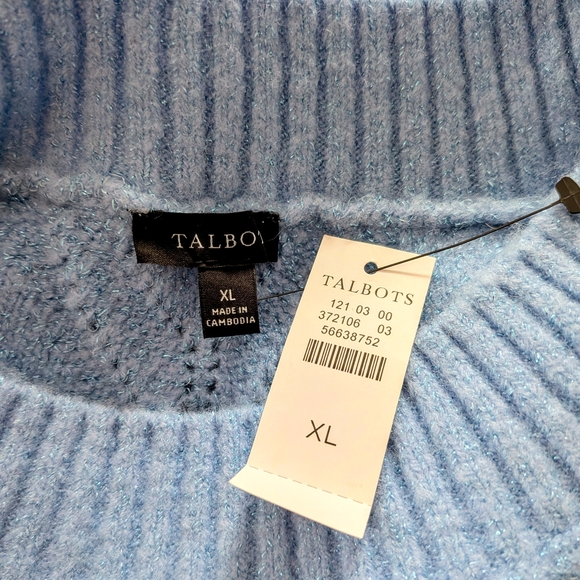 TALBO
XL
MADE IN
CAMBODIA
TALBOTS
121 03 00
372106 03
56638752
XL